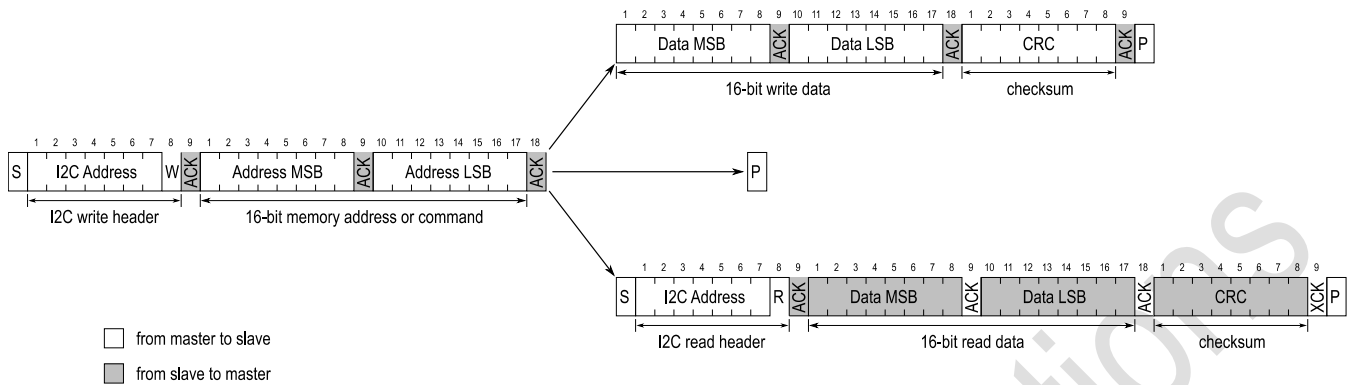 1 2 3 4 5 6 7 8 9 10 11 12 13 14 15 16 17 18 1 2 3 4 5 6 7 8 9
Data MSB ACK Data LSB ACK CRC ACK P
16-bit write data checksum
1 2 3 4 5 6 7 8 9 1 2 3 4 5 6 7 8 9 10 11 12 13 14 15 16 17 18
S I2C Address W ACK Address MSB ACK Address LSB ACK P
I2C write header 16-bit memory address or command
1 2 3 4 5 6 7 8 9 1 2 3 4 5 6 7 8 9 10 11 12 13 14 15 16 17 18 1 2 3 4 5 6 7 8 9
S I2C Address R ACK Data MSB ACK Data LSB ACK CRC XCK P
I2C read header 16-bit read data checksum
from master to slave
from slave to master